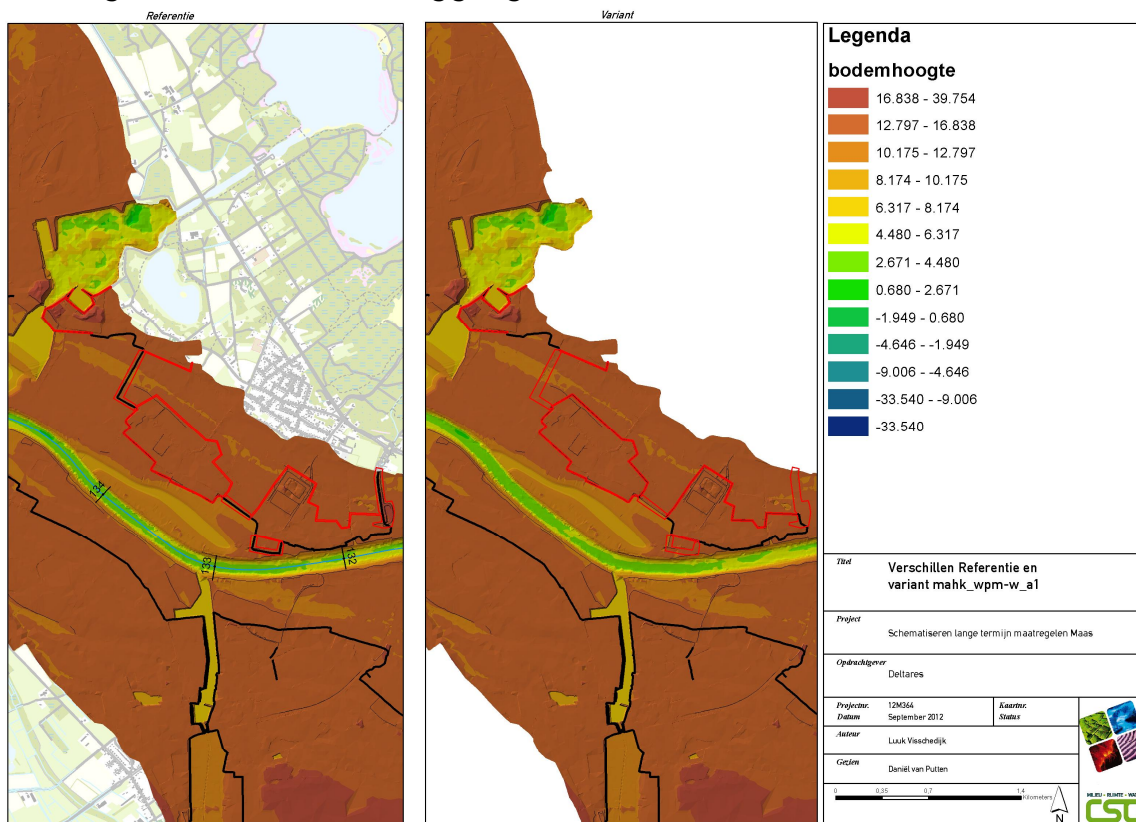 Referentie
Variant
134
133
132
Legenda
bodemhoogte
16.838 - 39.754
12.797 - 16.838
10.175 - 12.797
8.174 - 10.175
6.317 - 8.174
4.480 - 6.317
2.671 - 4.480
0.680 - 2.671
-1.949 - 0.680
-4.646 - -1.949
-9.006 - -4.646
-33.540 - -9.006
-33.540
Titel
Verschillen Referentie en
variant mahk_wpm-w_a1
Project
Schematiseren lange termijn maatregelen Maas
Opdrachtgever
Deltares
Projectnr. 12M364
Kaartnr.
Datum September 2012
Status
Auteur
Luuk Visschedijk
Gezien
Daniël van Putten
0 0,35 0,7 1,4
Kilometers
N
MILIEU - RUIMTE - WA
CSO